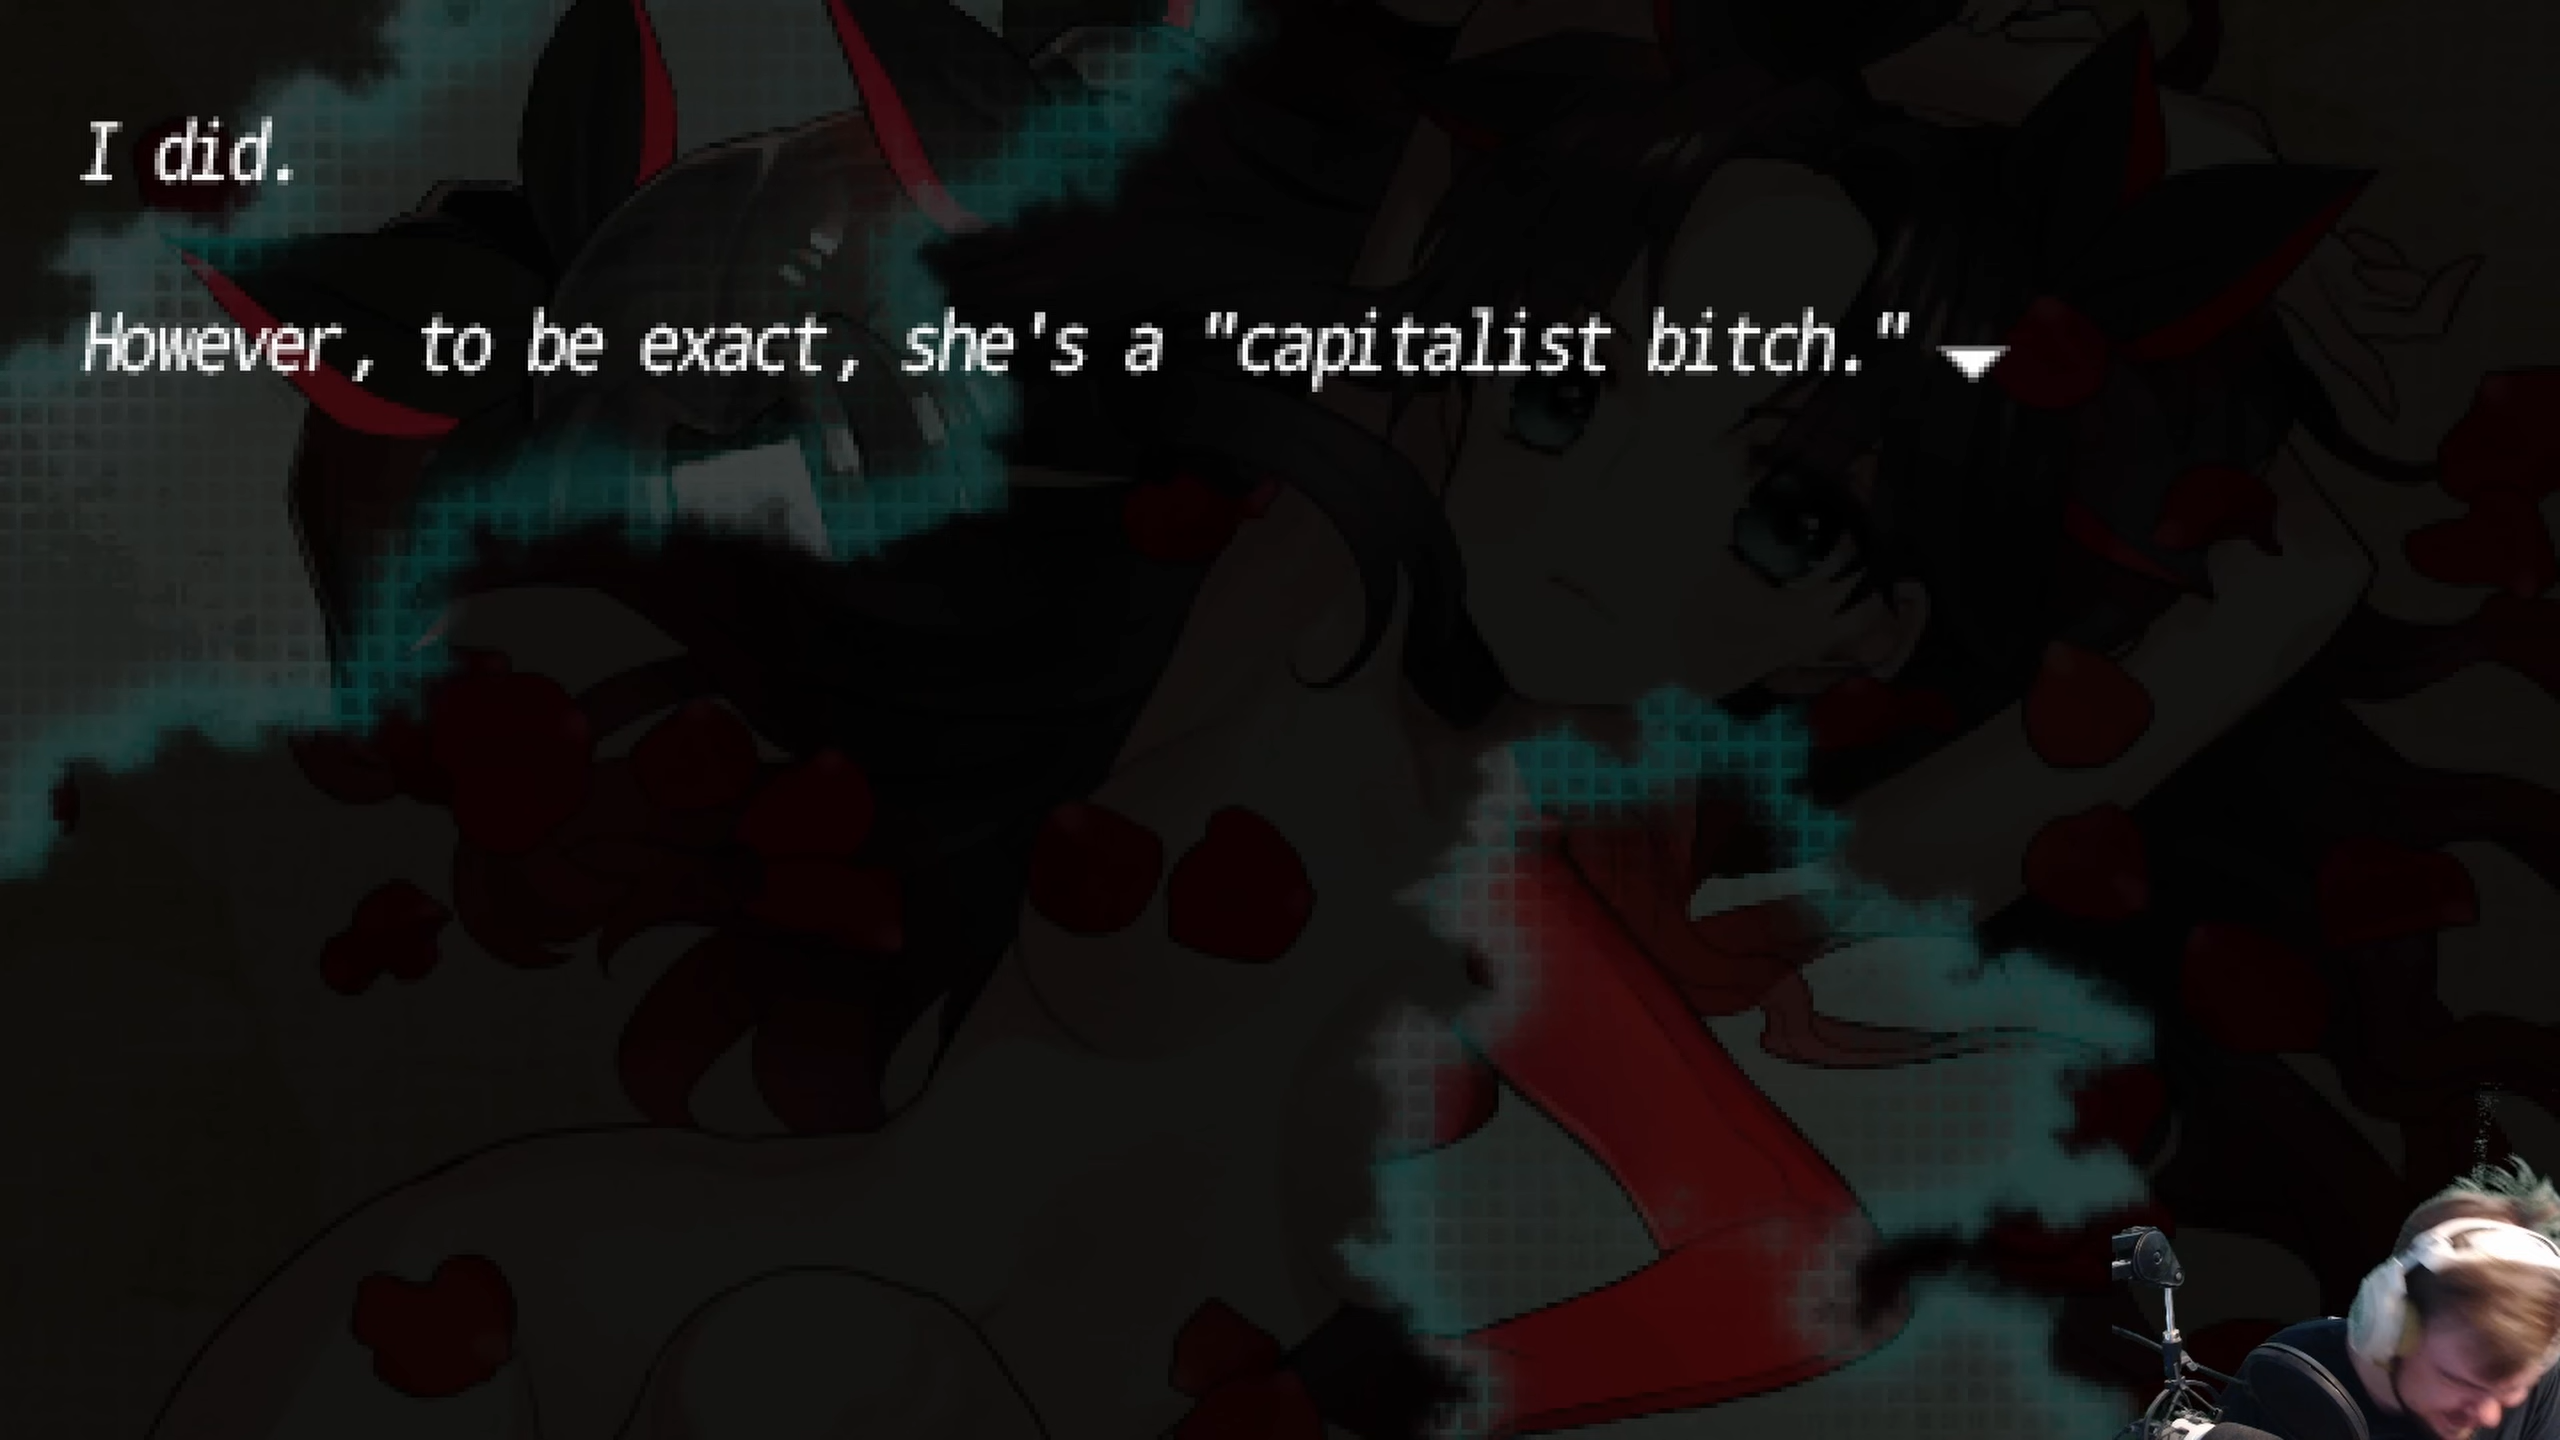 I did.
However, to be exact, she's a "capitalist bitch."